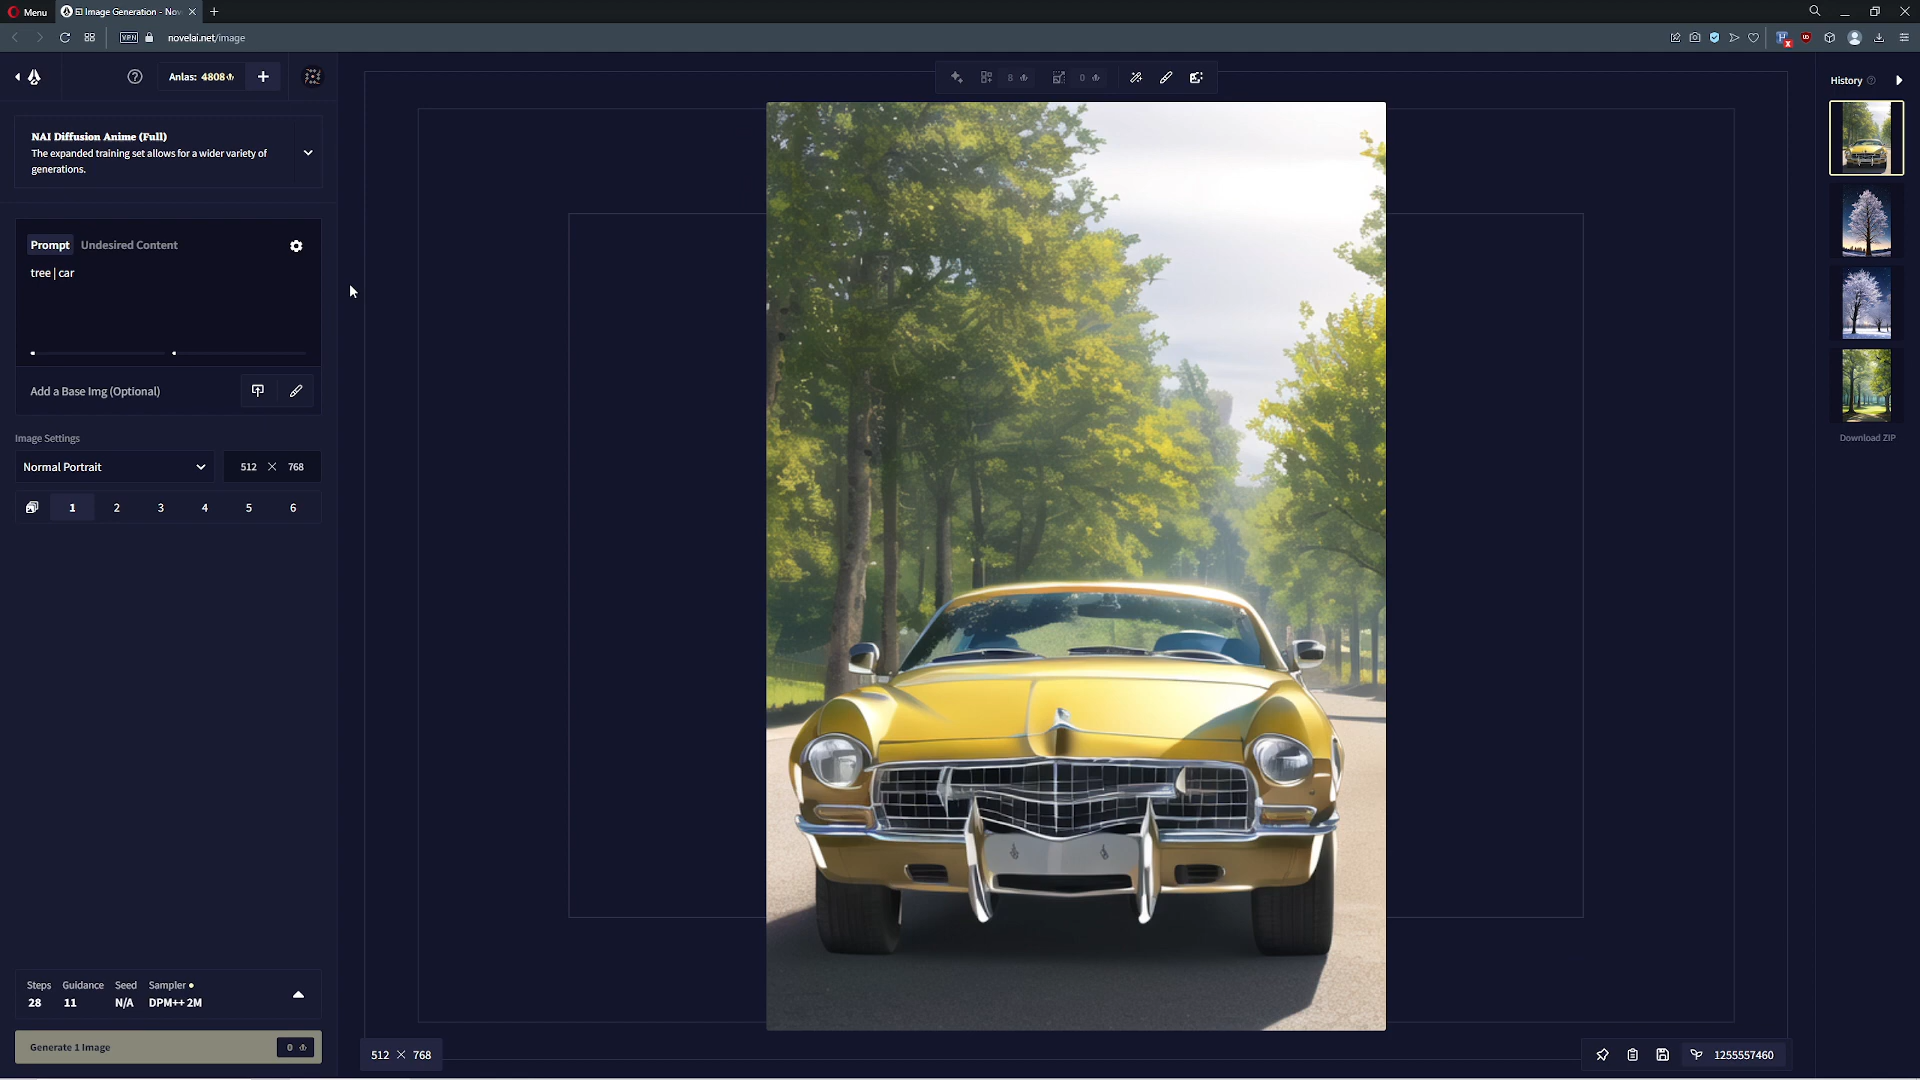 Menu
Image Generation - Nov
VPN
novelai.net/image
Anlas: 4808
8
0
History
NAI Diffusion Anime (Full)
The expanded training set allows for a wider variety of
generations.
Prompt
Undesired Content
tree | car
Add a Base Img (Optional)
Image Settings
Normal Portrait
512 × 768
1 2 3 4 5 6
Download ZIP
Steps Guidance Seed Sampler
28 11 N/A DPM++ 2M
Generate 1 Image
0
512 × 768
1255557460